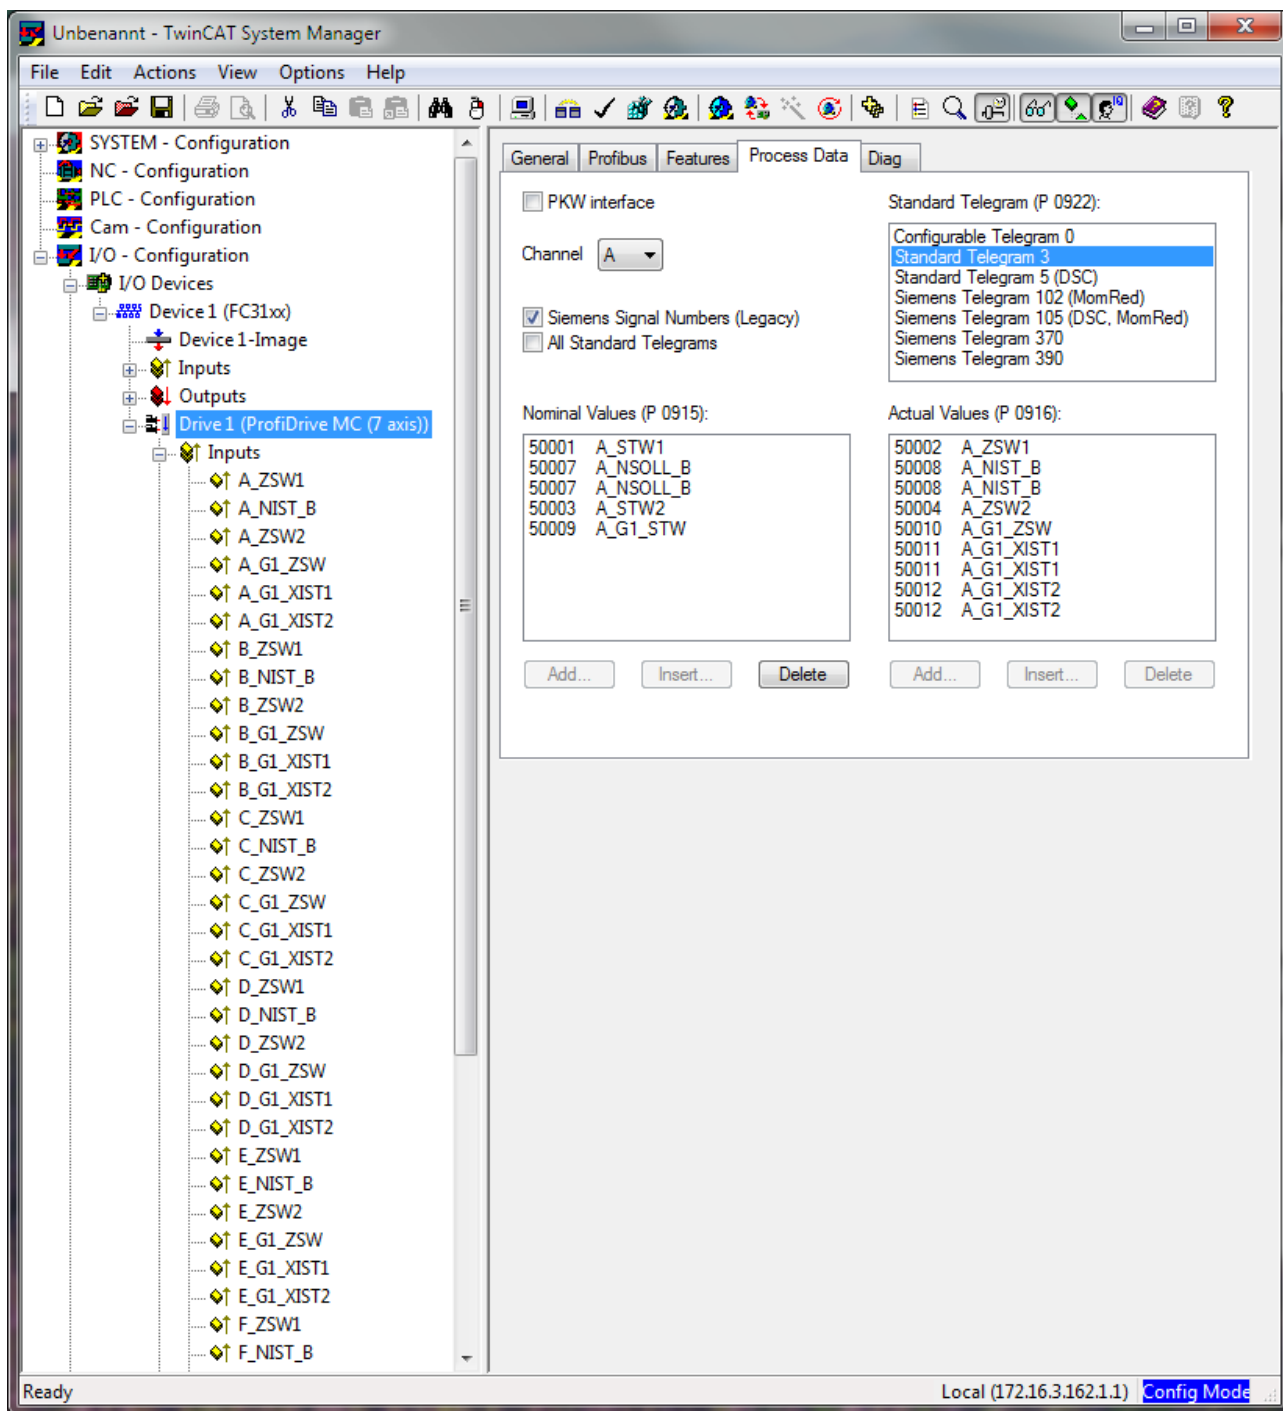 Unbenannt - TwinCAT System Manager
File Edit Actions View Options Help
SYSTEM - Configuration
NC - Configuration
PLC - Configuration
Cam - Configuration
I/O - Configuration
I/O Devices
Device 1 (FC31xx)
Device 1-Image
Inputs
Outputs
Drive 1 (ProfiDrive MC (7 axis))
Inputs
A_ZSW1
A_NIST_B
A_ZSW2
A_G1_ZSW
A_G1_XIST1
A_G1_XIST2
B_ZSW1
B_NIST_B
B_ZSW2
B_G1_ZSW
B_G1_XIST1
B_G1_XIST2
C_ZSW1
C_NIST_B
C_ZSW2
C_G1_ZSW
C_G1_XIST1
C_G1_XIST2
D_ZSW1
D_NIST_B
D_ZSW2
D_G1_ZSW
D_G1_XIST1
D_G1_XIST2
E_ZSW1
E_NIST_B
E_ZSW2
E_G1_ZSW
E_G1_XIST1
E_G1_XIST2
F_ZSW1
F_NIST_B
General Profibus Features Process Data Diag
PKW interface
Channel A
Siemens Signal Numbers (Legacy)
All Standard Telegrams
Standard Telegram (P 0922):
Configurable Telegram 0
Standard Telegram 3
Standard Telegram 5 (DSC)
Siemens Telegram 102 (MomRed)
Siemens Telegram 105 (DSC, MomRed)
Siemens Telegram 370
Siemens Telegram 390
Nominal Values (P 0915):
50001 A_STW1
50007 A_NSOLL_B
50007 A_NSOLL_B
50003 A_STW2
50009 A_G1_STW
Add... Insert... Delete
Actual Values (P 0916):
50002 A_ZSW1
50008 A_NIST_B
50008 A_NIST_B
50004 A_ZSW2
50010 A_G1_ZSW
50011 A_G1_XIST1
50011 A_G1_XIST1
50012 A_G1_XIST2
50012 A_G1_XIST2
Add... Insert... Delete
Ready
Local (172.16.3.162.1.1) Config Mode